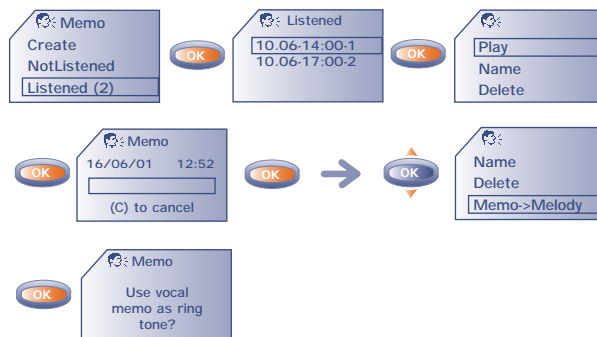 Memo
Create
NotListened
Listened (2)
OK
Listened
10.06-14:00-1
10.06-17:00-2
OK
Play
Name
Delete
OK
Memo
16/06/01 12:52
(C) to cancel
OK
OK
Name
Delete
Memo->Melody
OK
Memo
Use vocal
memo as ring
tone?